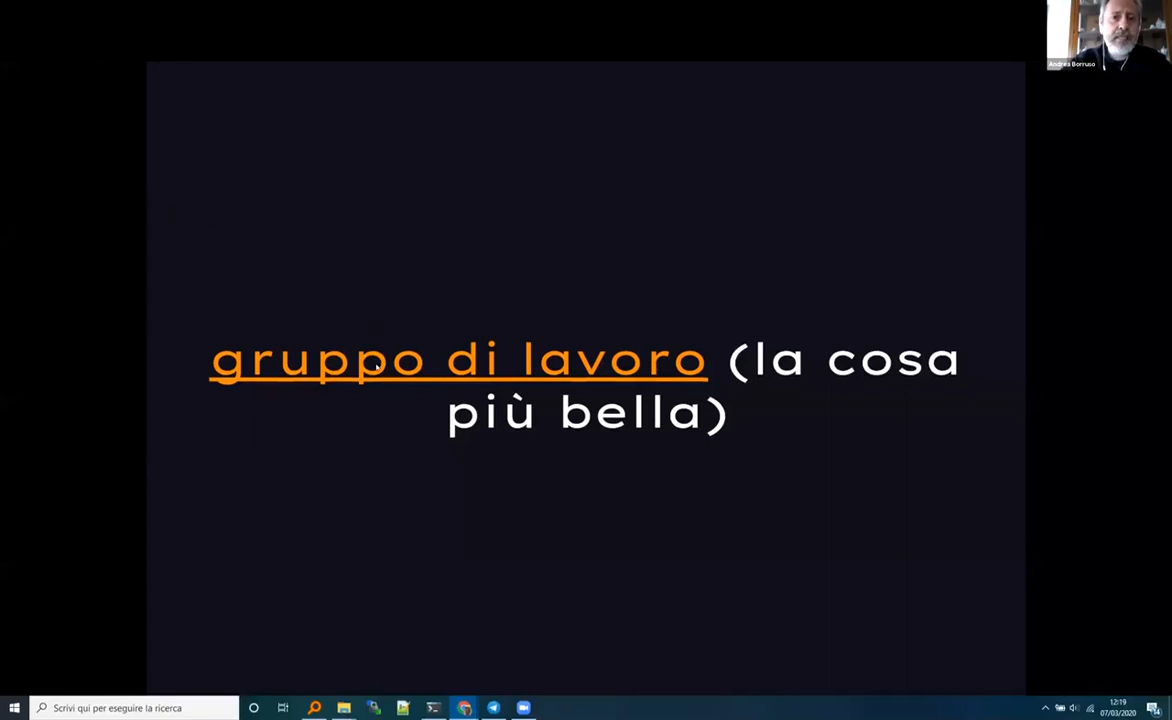 Andrea Borruso
gruppo di lavoro (la cosa
più bella)
Scrivi qui per eseguire la ricerca
12:19
07/03/2020